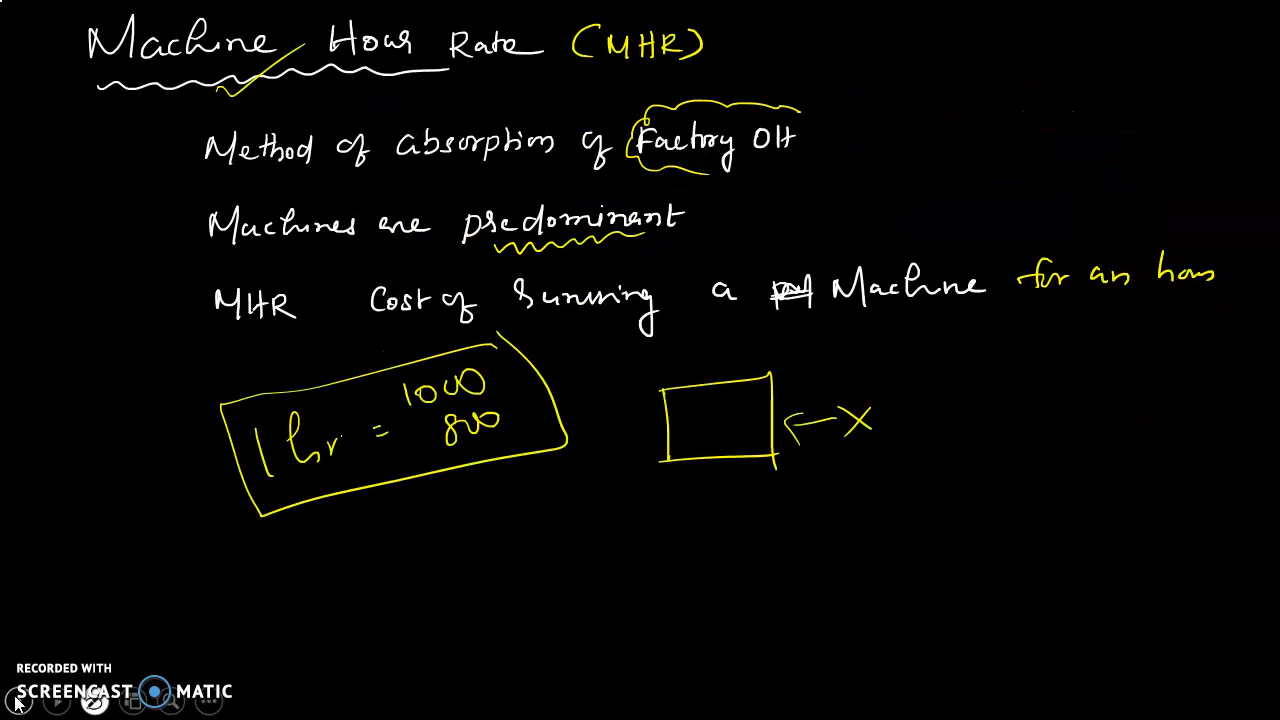 Machine Hour Rate (MHR)
Method of absorption of Factory OH
Machines are predominant
MHR Cost of running a Machine for an hour
1000
1 hr = 800
X
RECORDED WITH
SCREENCAST MATIC